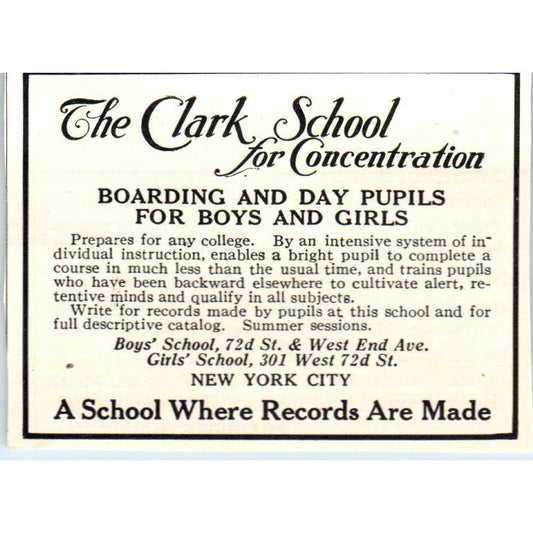 The Clark School
for Concentration
BOARDING AND DAY PUPILS
FOR BOYS AND GIRLS
Prepares for any college. By an intensive system of in-
dividual instruction, enables a bright pupil to complete a
course in much less than the usual time, and trains pupils
who have been backward elsewhere to cultivate alert, re-
tentive minds and qualify in all subjects.
Write for records made by pupils at this school and for
full descriptive catalog. Summer sessions.
Boys' School, 72d St. & West End Ave.
Girls' School, 301 West 72d St.
NEW YORK CITY
A School Where Records Are Made